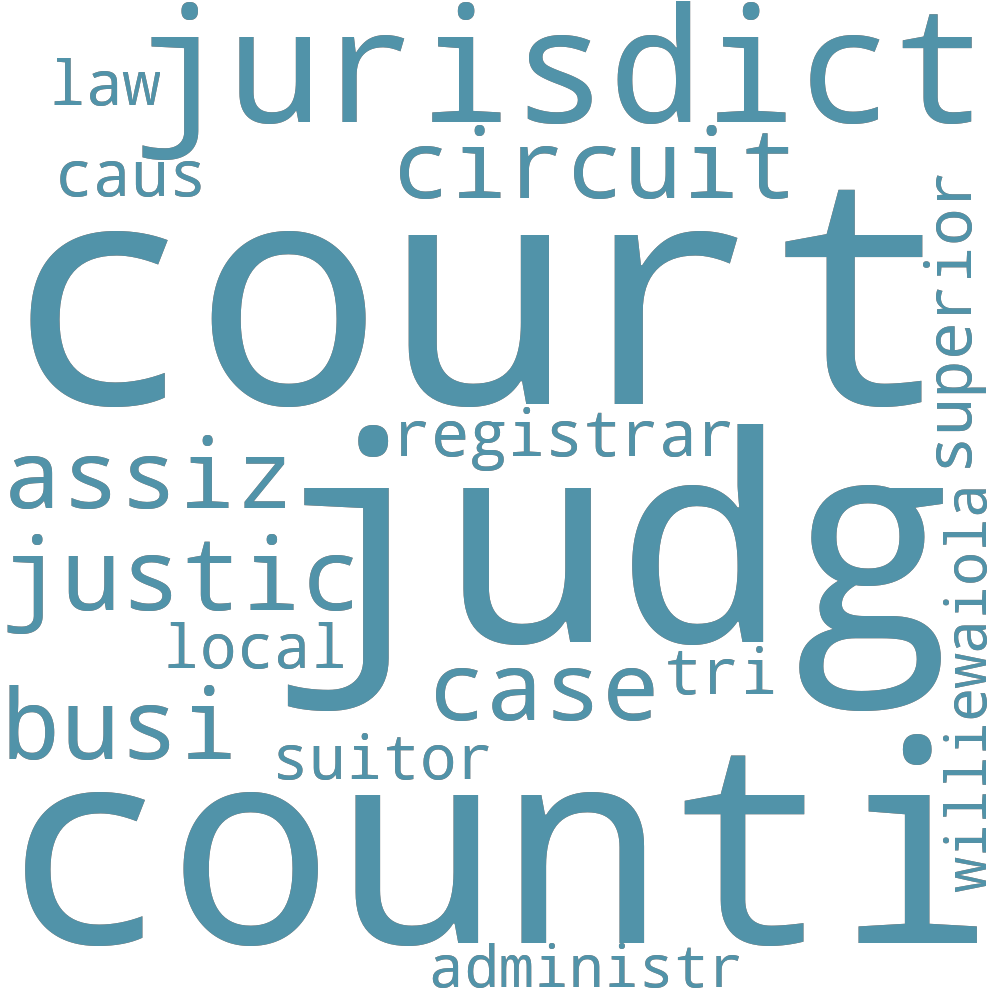 jurisdict
law
circuit
caus
court
superior
registrar
judg
assiz
williewaiola
justic
local
case
tri
busi
suitor
counti
administr